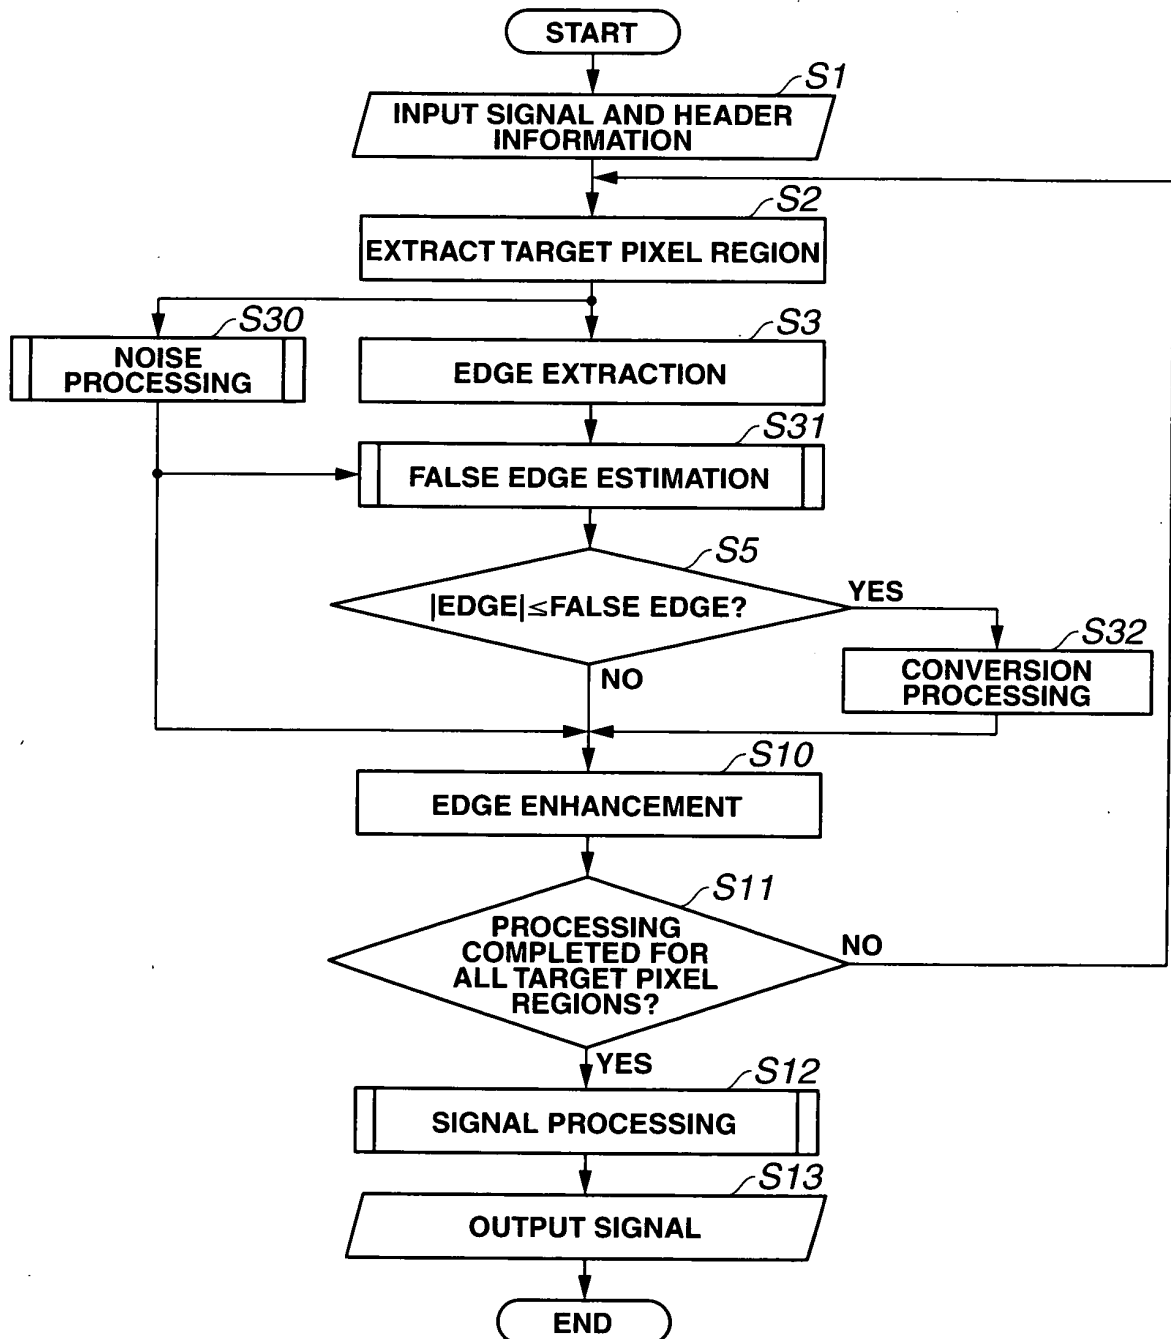 START
S1
INPUT SIGNAL AND HEADER
INFORMATION
S2
EXTRACT TARGET PIXEL REGION
S30
NOISE
PROCESSING
S3
EDGE EXTRACTION
S31
FALSE EDGE ESTIMATION
S5
|EDGE|≤FALSE EDGE?
YES
NO
S32
CONVERSION
PROCESSING
S10
EDGE ENHANCEMENT
S11
PROCESSING
COMPLETED FOR
ALL TARGET PIXEL
REGIONS?
NO
YES
S12
SIGNAL PROCESSING
S13
OUTPUT SIGNAL
END